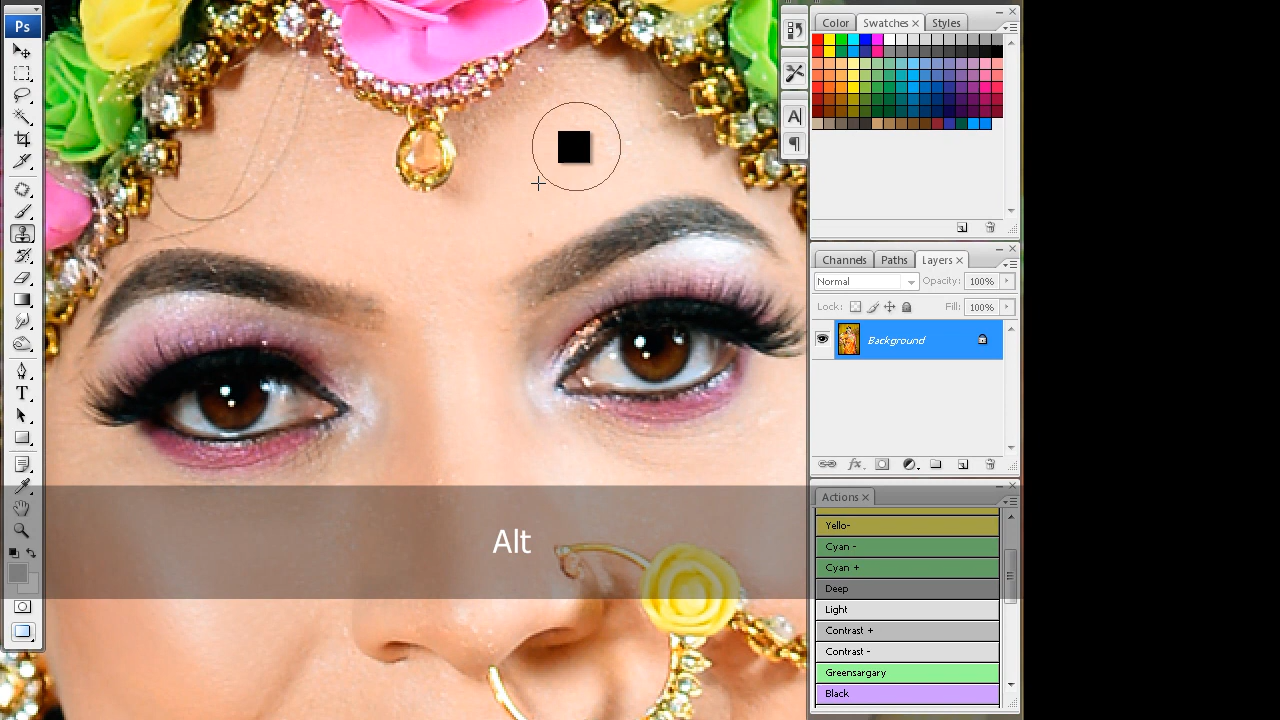 Ps
Color
Swatches
Styles
A
T
Channels
Paths
Layers
Normal
Opacity:
100%
Lock:
Fill:
100%
Background
fx
Actions
Yello-
Cyan -
Cyan +
Deep
Light
Contrast +
Contrast -
Greensargary
Black
Alt